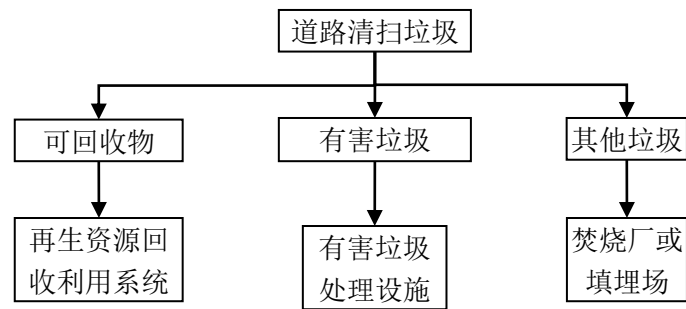 道路清扫垃圾
可回收物
有害垃圾
其他垃圾
再生资源回
收利用系统
有害垃圾
处理设施
焚烧厂或
填埋场